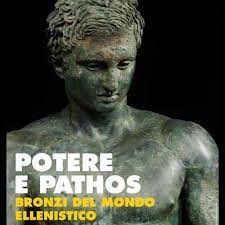 POTERE
E PATHOS
BRONZI DEL MONDO
ELLENISTICO